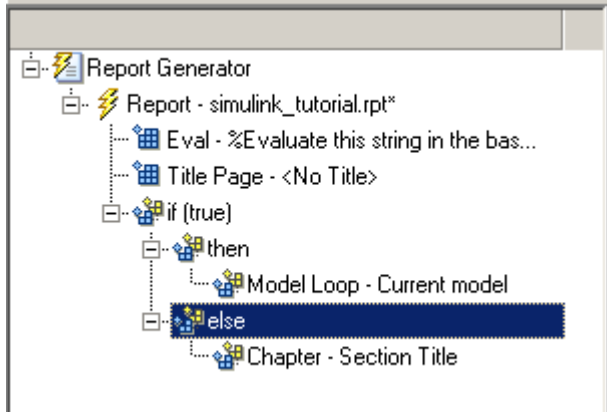 Report Generator
Report - simulink_tutorial.rpt*
Eval - %Evaluate this string in the bas...
Title Page - <No Title>
if (true)
then
Model Loop - Current model
else
Chapter - Section Title